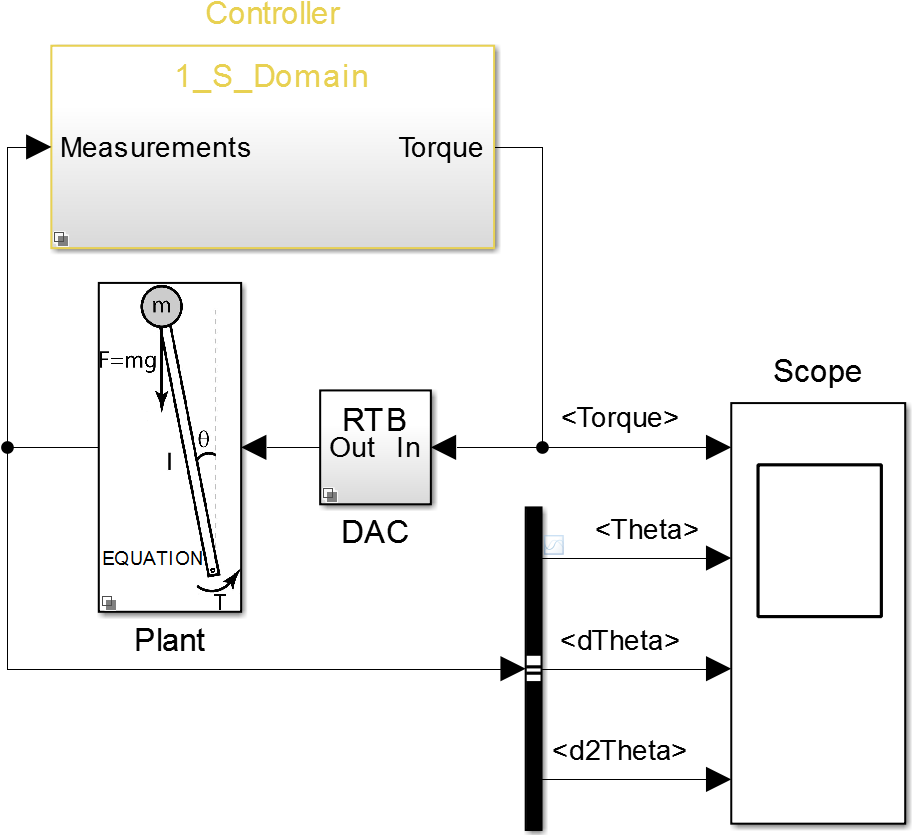 Controller
1_S_Domain
Measurements
Torque
m
F=mg
θ
l
EQUATION
T
Plant
RTB
Out In
DAC
Scope
<Torque>
<Theta>
<dTheta>
<d2Theta>